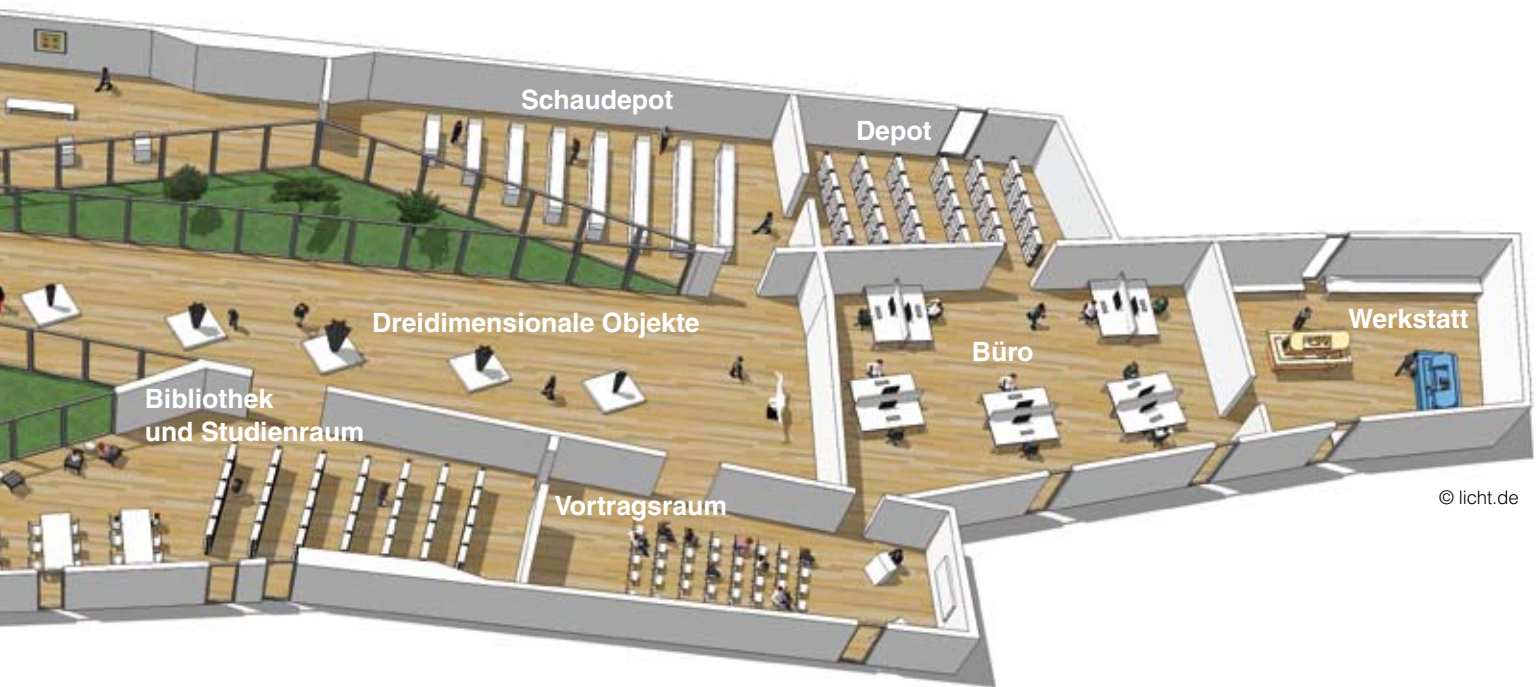 Schaudepot
Depot
Dreidimensionale Objekte
Werkstatt
Büro
Bibliothek
und Studienraum
Vortragsraum
© licht.de